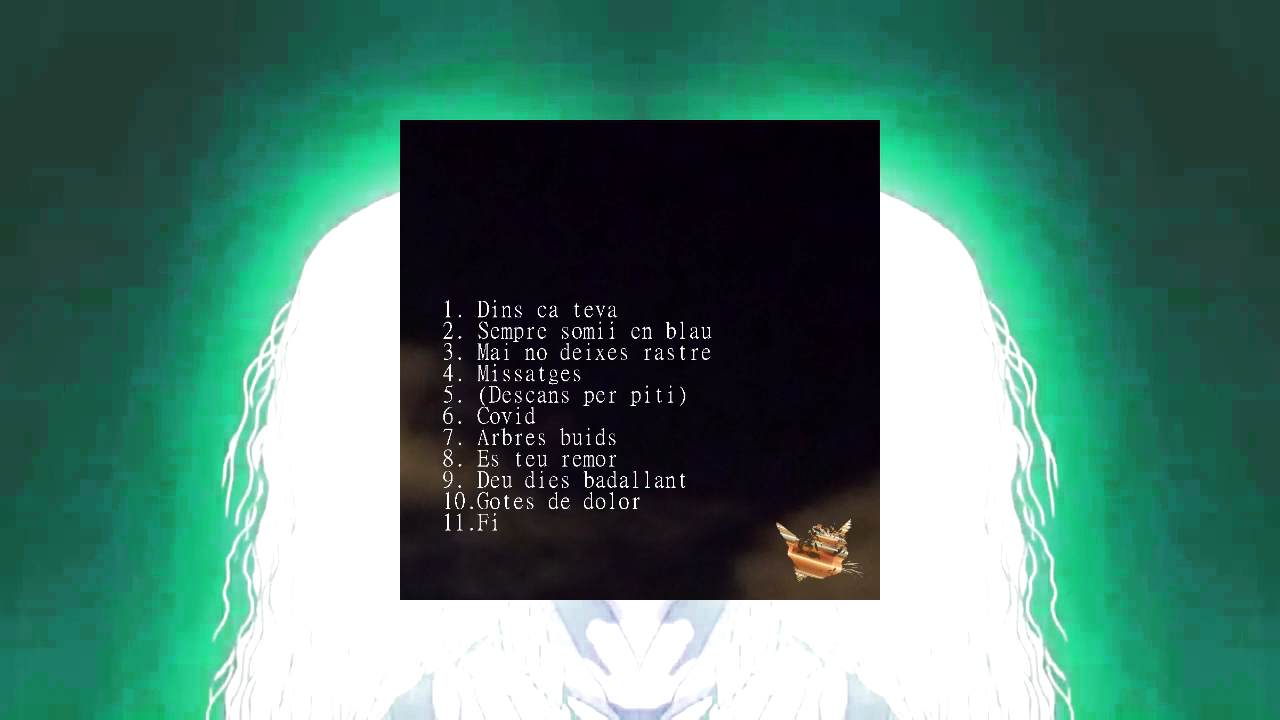 1. Dins ca teva
2. Sempre somii en blau
3. Mai no deixes rastre
4. Missatges
5. (Descans per piti)
6. Covid
7. Arbres buids
8. Es teu remor
9. Deu dies badallant
10.Gotes de dolor
11.Fi